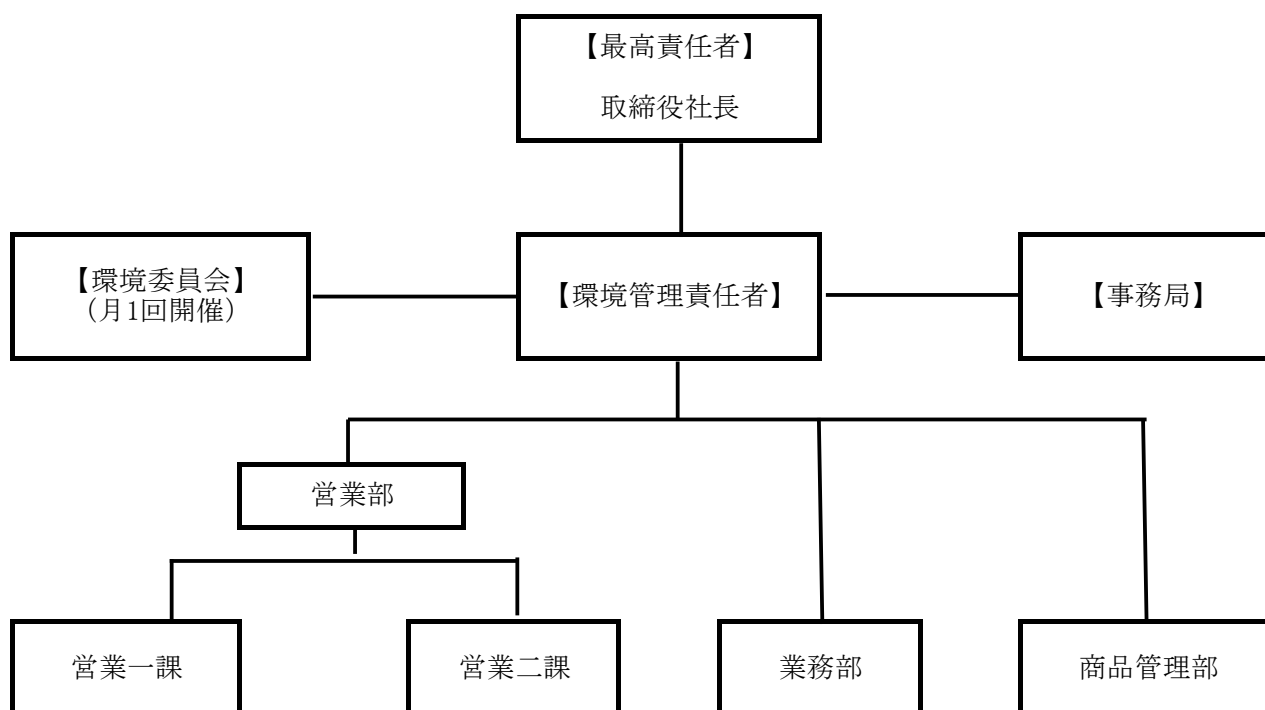 【最高責任者】
取締役社長
【環境委員会】
(月1回開催)
【環境管理責任者】
【事務局】
営業部
営業一課
営業二課
業務部
商品管理部